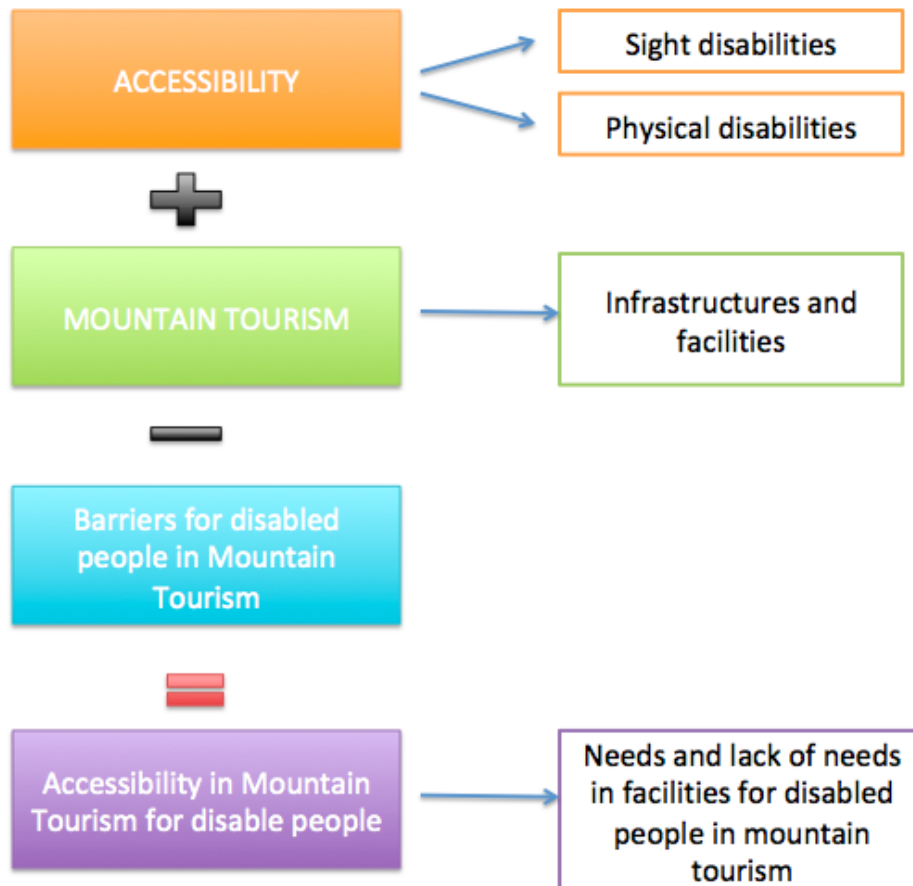 ACCESSIBILITY
Sight disabilities
Physical disabilities
MOUNTAIN TOURISM
Infrastructures and
facilities
Barriers for disabled
people in Mountain
Tourism
Accessibility in Mountain
Tourism for disable people
Needs and lack of needs
in facilities for disabled
people in mountain
tourism